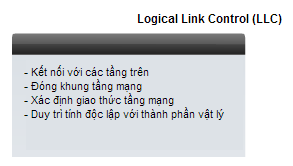 Logical Link Control (LLC)
- Kết nối với các tầng trên
- Đóng khung tầng mạng
- Xác định giao thức tầng mạng
- Duy trì tính độc lập với thành phần vật lý